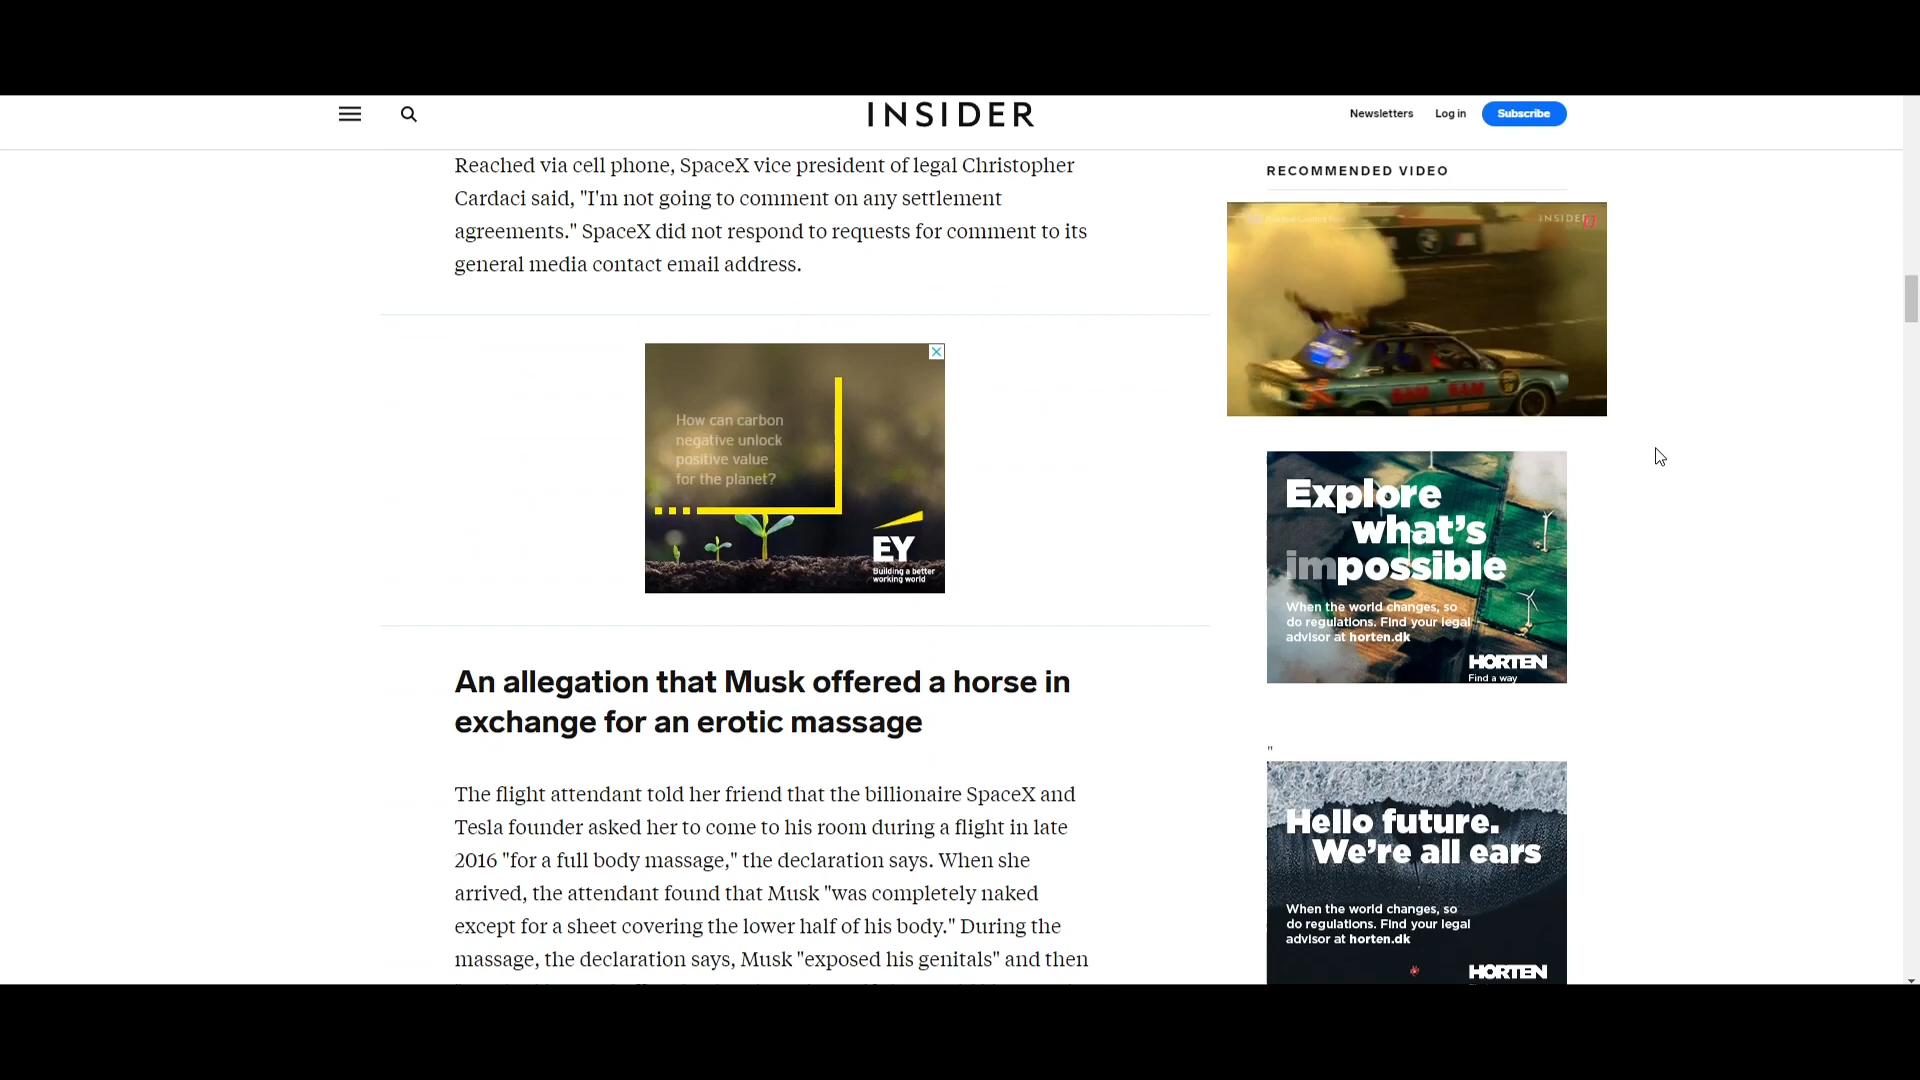 INSIDER
Newsletters
Log in
Subscribe
Reached via cell phone, SpaceX vice president of legal Christopher
Cardaci said, "I'm not going to comment on any settlement
agreements." SpaceX did not respond to requests for comment to its
general media contact email address.
How can carbon
negative unlock
positive value
for the planet?
EY
Building a better
working world
An allegation that Musk offered a horse in
exchange for an erotic massage
The flight attendant told her friend that the billionaire SpaceX and
Tesla founder asked her to come to his room during a flight in late
2016 "for a full body massage," the declaration says. When she
arrived, the attendant found that Musk "was completely naked
except for a sheet covering the lower half of his body." During the
massage, the declaration says, Musk "exposed his genitals" and then
RECOMMENDED VIDEO
INSIDER
Explore
what's
impossible
When the world changes, so
do regulations. Find your legal
advisor at horten.dk
HORTEN
Find a way
"
Hello future.
We're all ears
When the world changes, so
do regulations. Find your legal
advisor at horten.dk
HORTEN